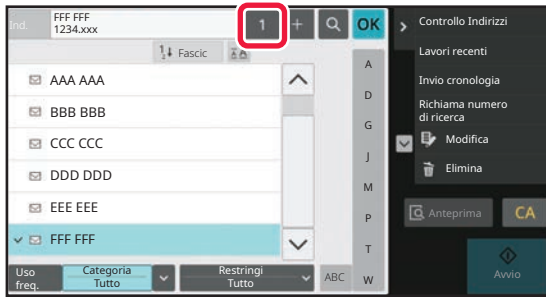 Ind.
FFF FFF
1234.xxx
1
+
OK
Fascic
AAA AAA
BBB BBB
CCC CCC
DDD DDD
EEE EEE
FFF FFF
A
D
G
J
M
P
T
W
Uso
freq.
Categoria
Tutto
Restringi
Tutto
ABC
Controllo Indirizzi
Lavori recenti
Invio cronologia
Richiama numero
di ricerca
Modifica
Elimina
Anteprima
CA
Avvio